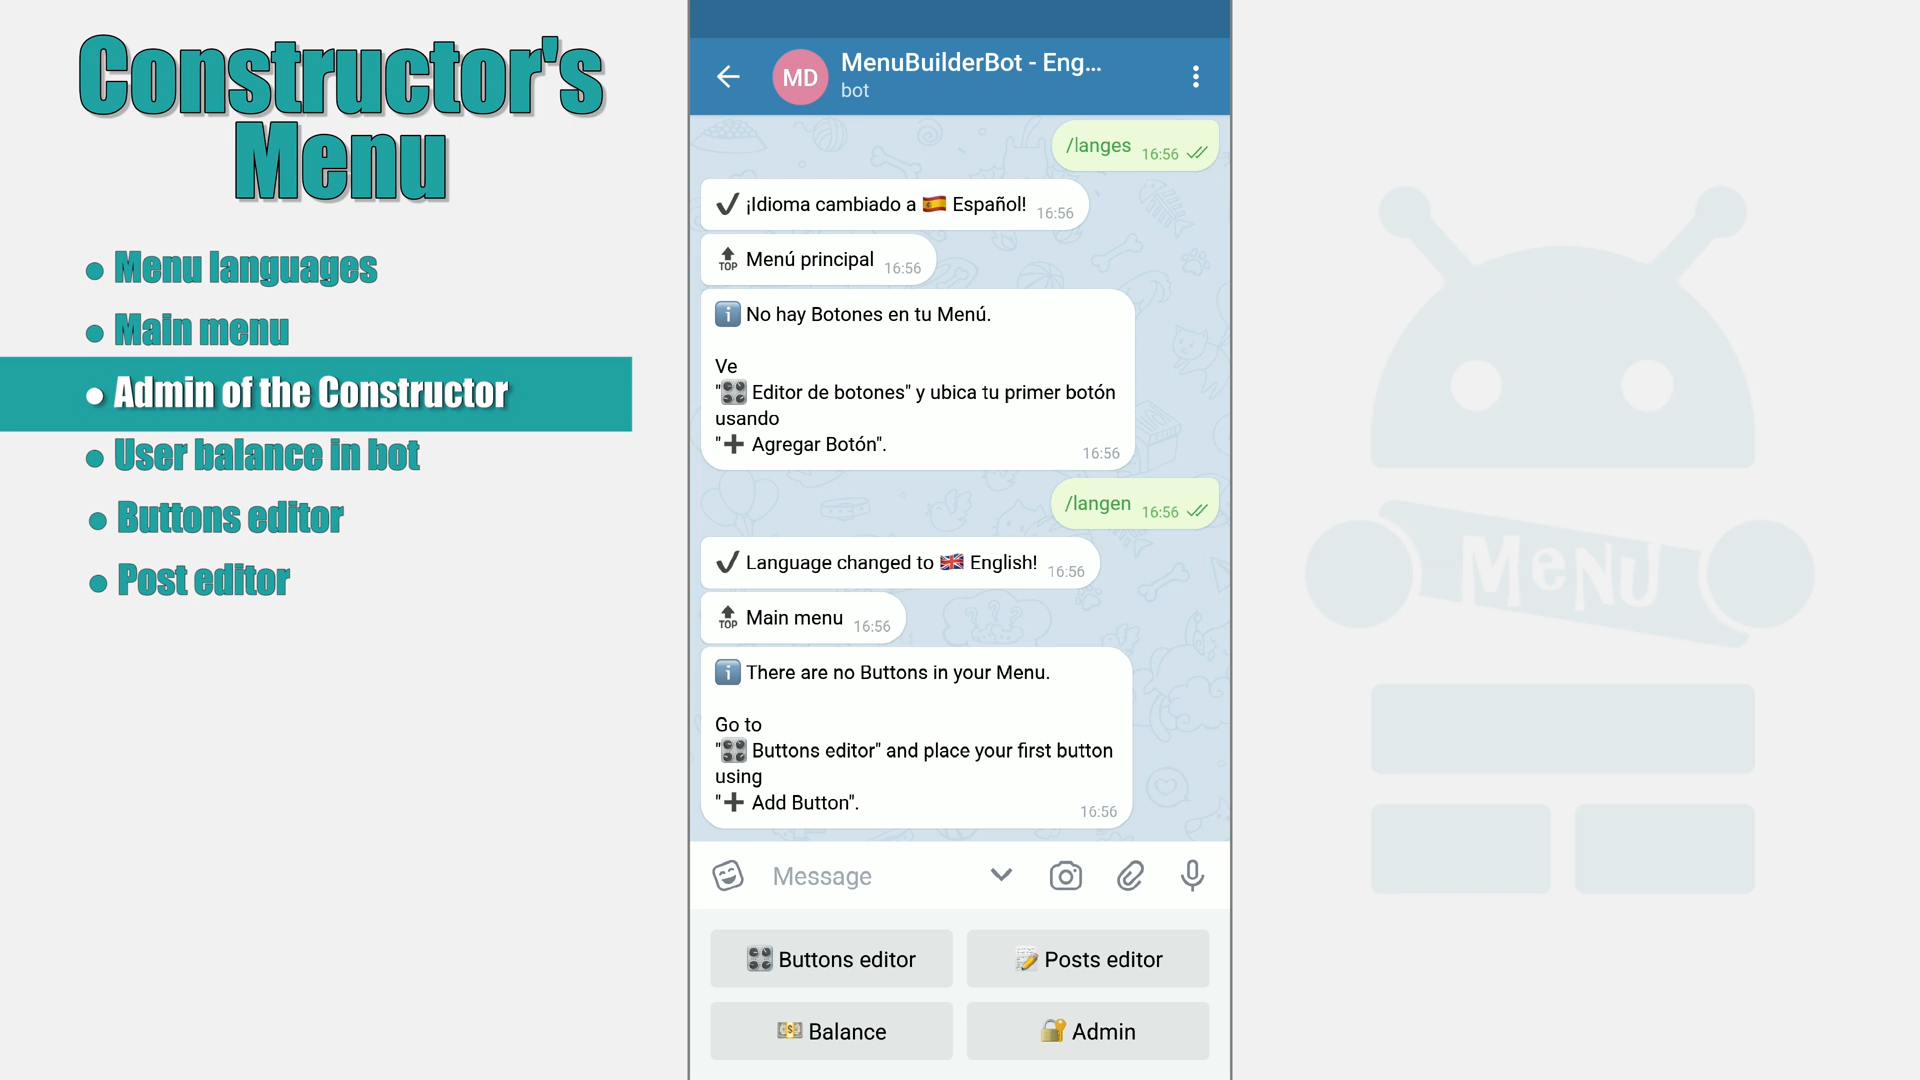 Constructor's
Menu
● Menu languages
● Main menu
● Admin of the Constructor
● User balance in bot
● Buttons editor
● Post editor
MD
MenuBuilderBot - Eng...
bot
/langes 16:56
✔ ¡Idioma cambiado a 🇪🇸 Español! 16:56
TOP Menú principal 16:56
ℹ No hay Botones en tu Menú.
Ve
"🎛 Editor de botones" y ubica tu primer botón
usando
"➕ Agregar Botón".
16:56
/langen 16:56
✔ Language changed to 🇬🇧 English! 16:56
TOP Main menu 16:56
ℹ There are no Buttons in your Menu.
Go to
"🎛 Buttons editor" and place your first button
using
"➕ Add Button".
16:56
Message
🎛 Buttons editor
📝 Posts editor
💵 Balance
🔐 Admin
MeNU